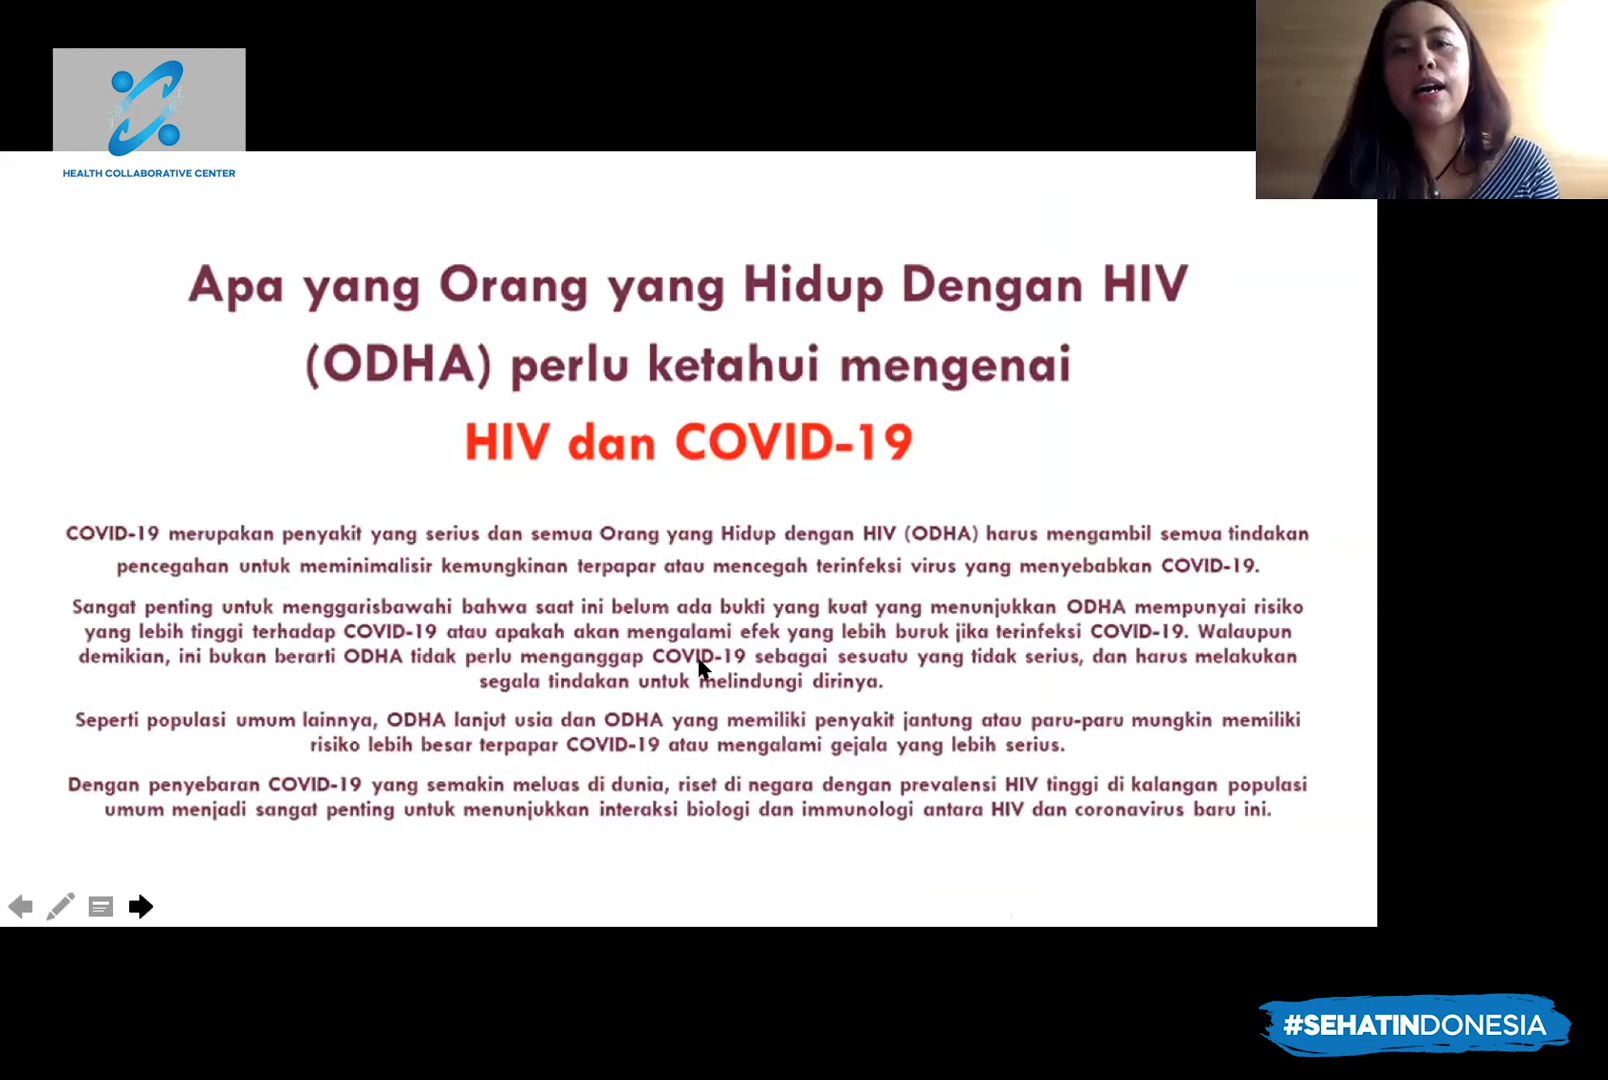 HEALTH COLLABORATIVE CENTER
Apa yang Orang yang Hidup Dengan HIV
(ODHA) perlu ketahui mengenai
HIV dan COVID-19
COVID-19 merupakan penyakit yang serius dan semua Orang yang Hidup dengan HIV (ODHA) harus mengambil semua tindakan
pencegahan untuk meminimalisir kemungkinan terpapar atau mencegah terinfeksi virus yang menyebabkan COVID-19.
Sangat penting untuk menggarisbawahi bahwa saat ini belum ada bukti yang kuat yang menunjukkan ODHA mempunyai risiko
yang lebih tinggi terhadap COVID-19 atau apakah akan mengalami efek yang lebih buruk jika terinfeksi COVID-19. Walaupun
demikian, ini bukan berarti ODHA tidak perlu menganggap COVID-19 sebagai sesuatu yang tidak serius, dan harus melakukan
segala tindakan untuk melindungi dirinya.
Seperti populasi umum lainnya, ODHA lanjut usia dan ODHA yang memiliki penyakit jantung atau paru-paru mungkin memiliki
risiko lebih besar terpapar COVID-19 atau mengalami gejala yang lebih serius.
Dengan penyebaran COVID-19 yang semakin meluas di dunia, riset di negara dengan prevalensi HIV tinggi di kalangan populasi
umum menjadi sangat penting untuk menunjukkan interaksi biologi dan immunologi antara HIV dan coronavirus baru ini.
#SEHATINDONESIA